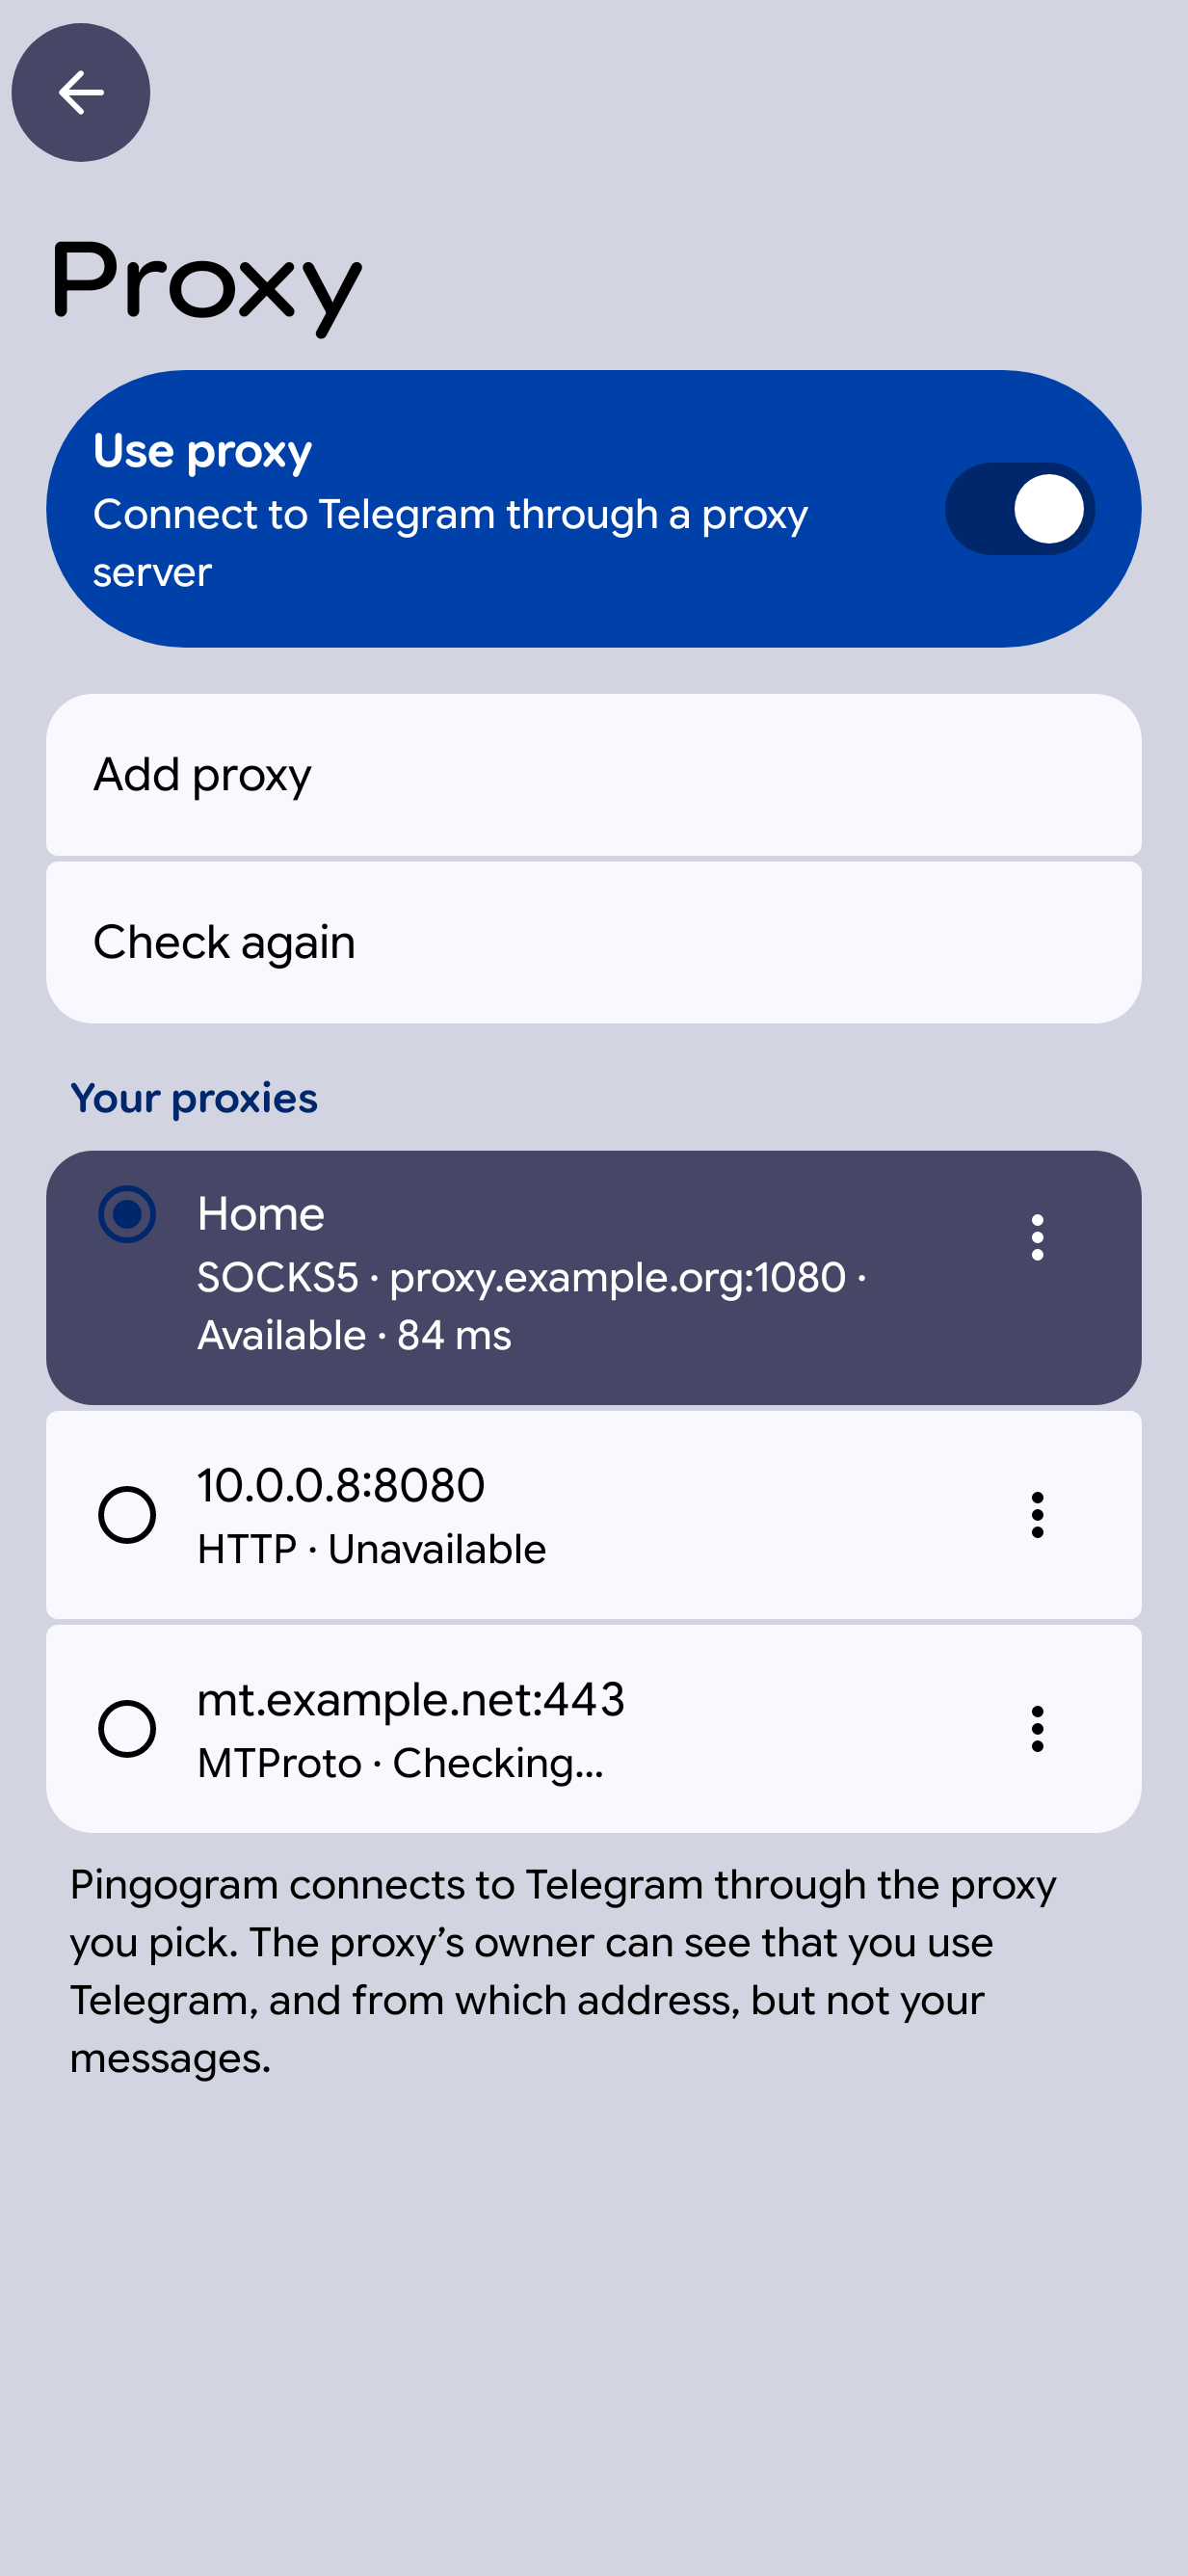 Proxy
Use proxy
Connect to Telegram through a proxy
server
Add proxy
Check again
Your proxies
Home
SOCKS5 · proxy.example.org:1080 ·
Available · 84 ms
10.0.0.8:8080
HTTP · Unavailable
mt.example.net:443
MTProto · Checking...
Pingogram connects to Telegram through the proxy
you pick. The proxy’s owner can see that you use
Telegram, and from which address, but not your
messages.